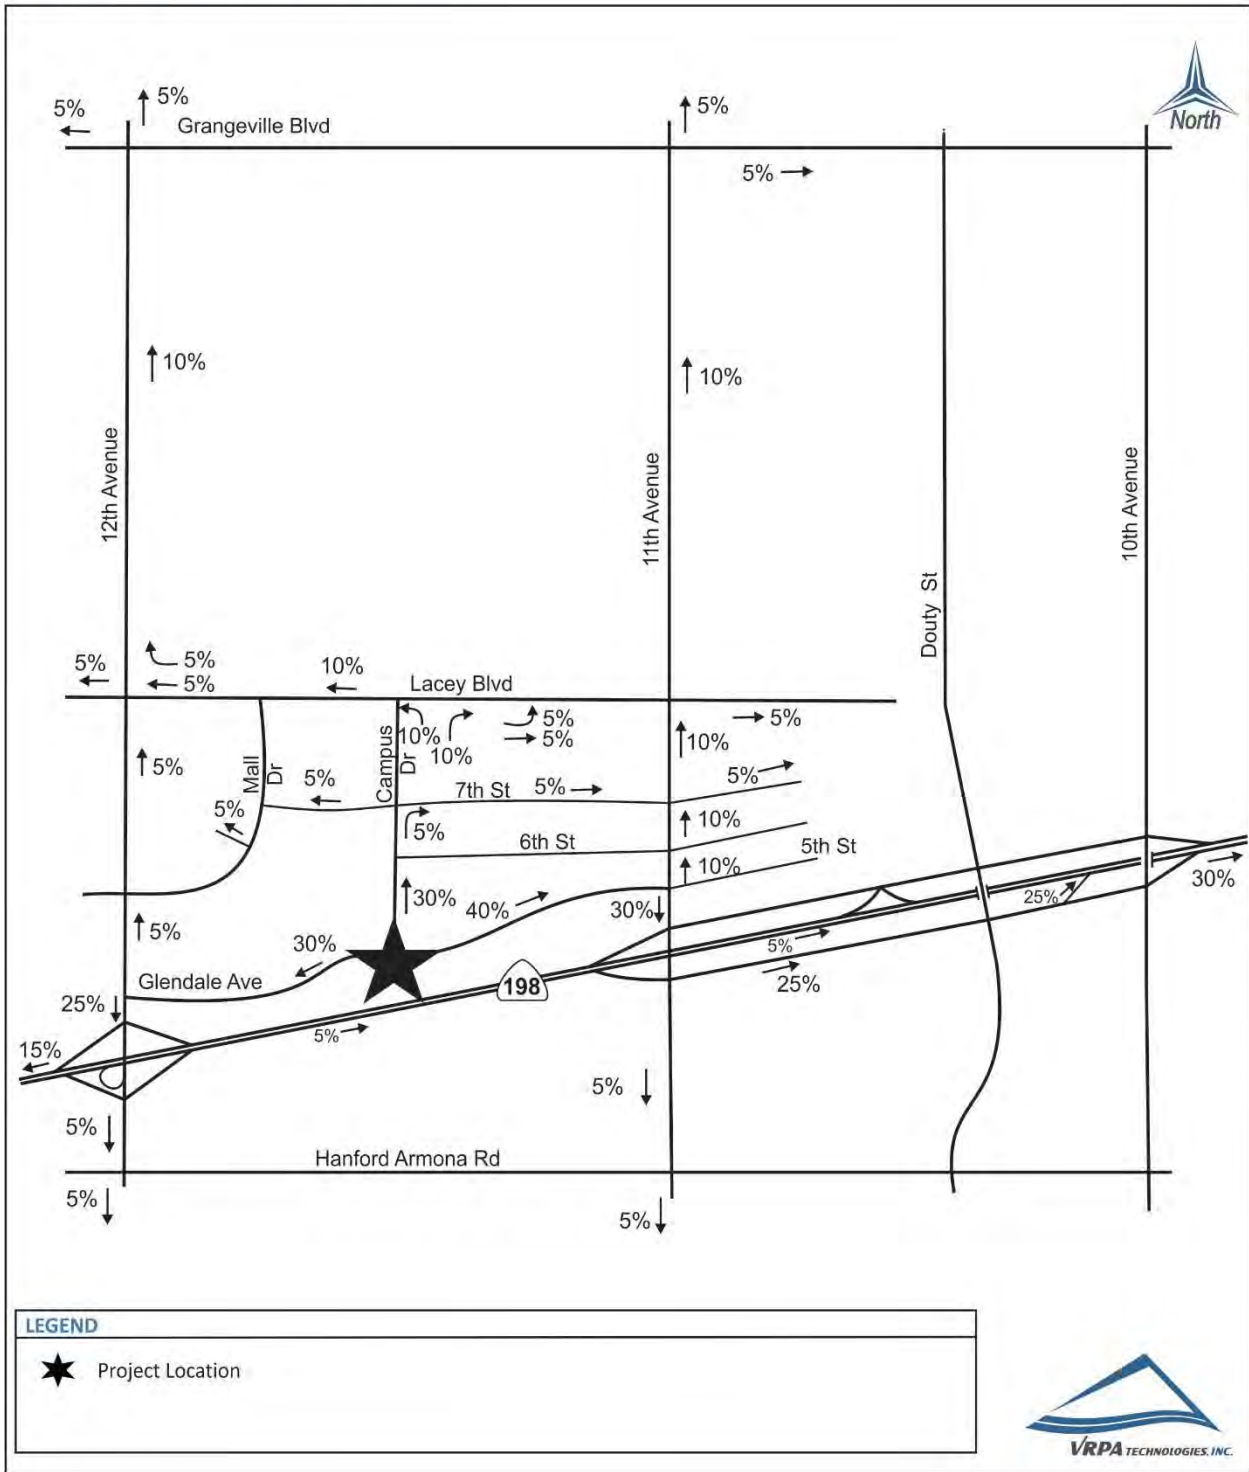 5%
5%
5%
Grangeville Blvd
North
5%
10%
10%
12th Avenue
11th Avenue
10th Avenue
Douty St
5%
5%
5%
10%
Lacey Blvd
5%
5%
5%
10%
10%
10%
5%
Mall Dr
Campus Dr
5%
7th St
5%
5%
5%
5%
10%
6th St
5th St
10%
30%
40%
30%
30%
25%
5%
30%
5%
25%
Glendale Ave
198
25%
5%
15%
5%
5%
Hanford Armona Rd
5%
5%
LEGEND
Project Location
VRPA TECHNOLOGIES, INC.